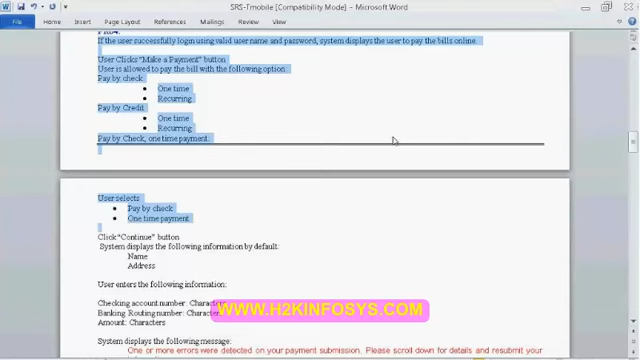 SRS-Tmobile [Compatibility Mode] - Microsoft Word
File Home Insert Page Layout References Mailings Review View
FR04:
If the user successfully login using valid user name and password, system displays the user to pay the bills online.
User Clicks "Make a Payment" button
User is allowed to pay the bill with the following option:
Pay by check
• One time
• Recurring
Pay by Credit
• One time
• Recurring
Pay by Check, one time payment:
User selects
• Pay by check
• One time payment
Click "Continue" button
System displays the following information by default:
Name
Address
User enters the following information:
Checking account number: Characters
Banking Routing number: Characters
WWW.H2KINFOSYS.COM
Amount: Characters
System displays the following message:
One or more errors were detected on your payment submission. Please scroll down for details and resubmit your